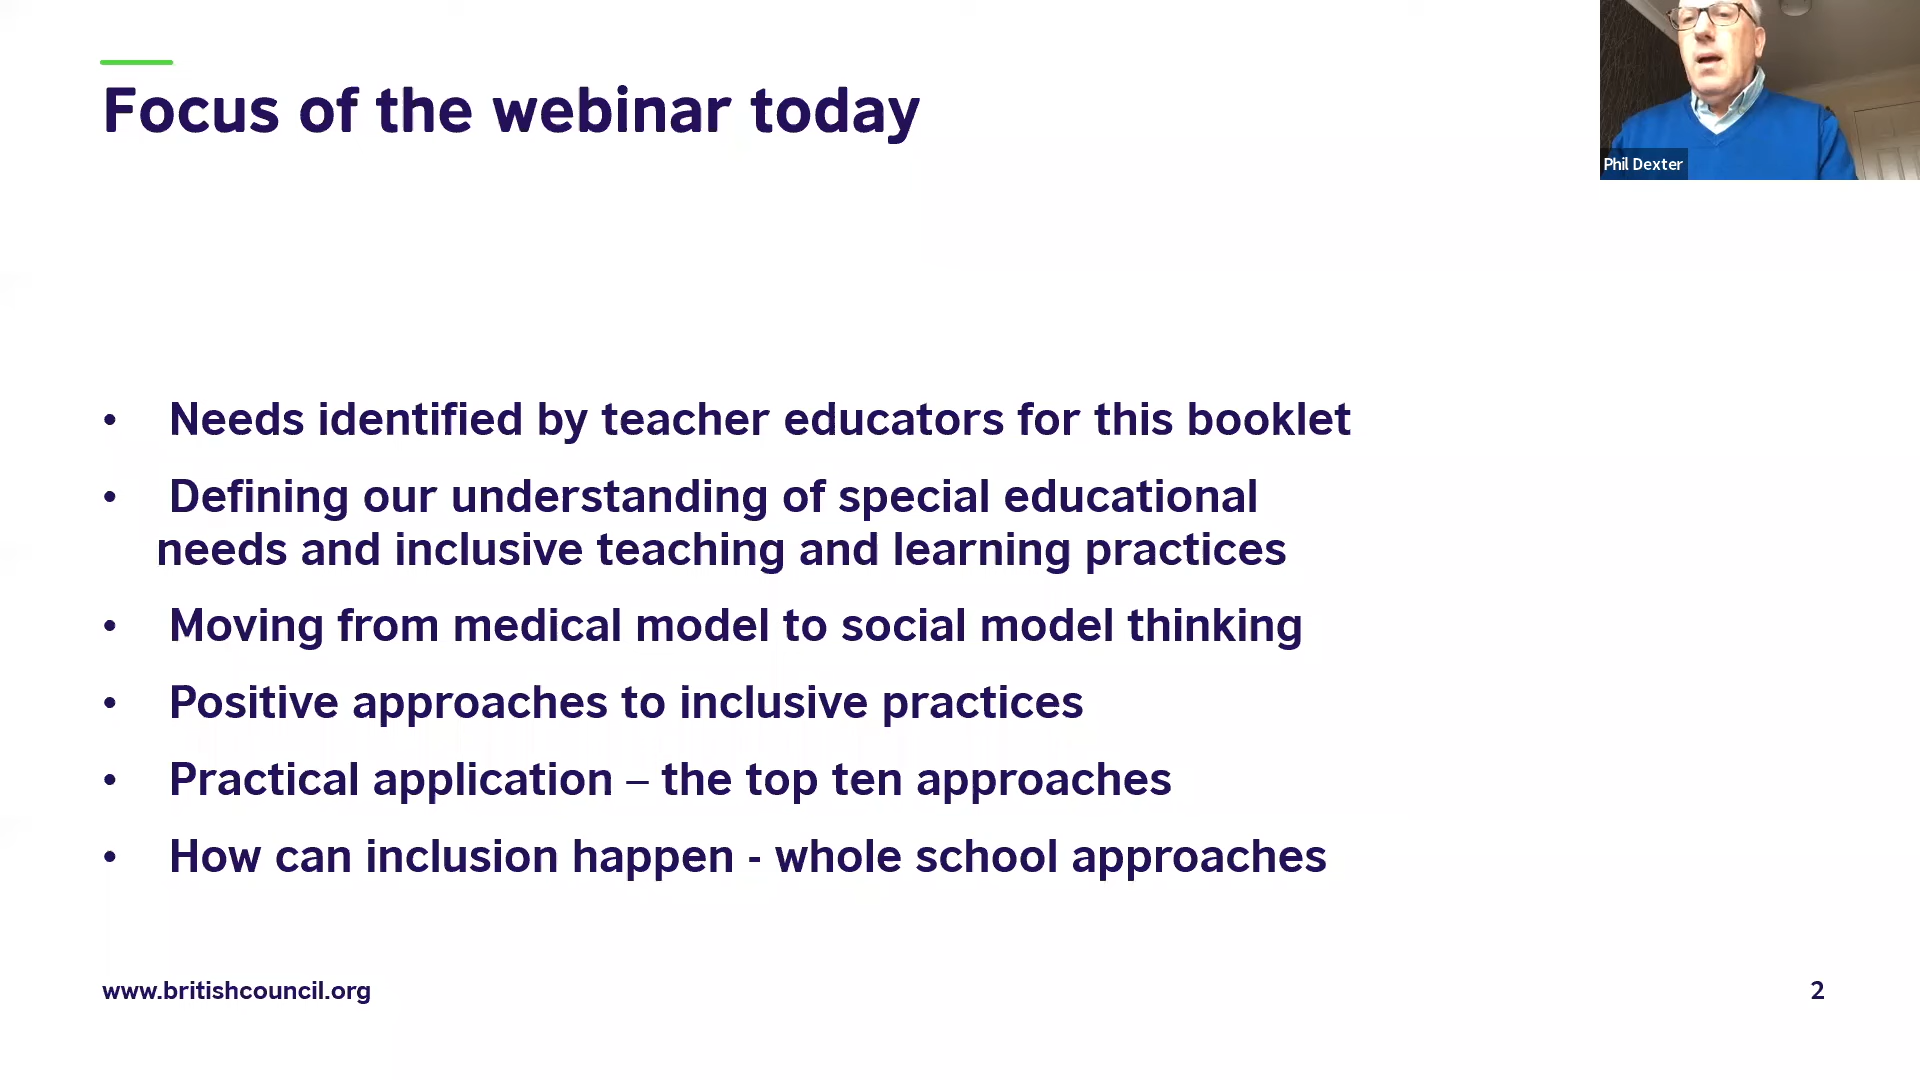 Focus of the webinar today
Phil Dexter
• Needs identified by teacher educators for this booklet
• Defining our understanding of special educational
needs and inclusive teaching and learning practices
• Moving from medical model to social model thinking
• Positive approaches to inclusive practices
• Practical application – the top ten approaches
• How can inclusion happen - whole school approaches
www.britishcouncil.org
2